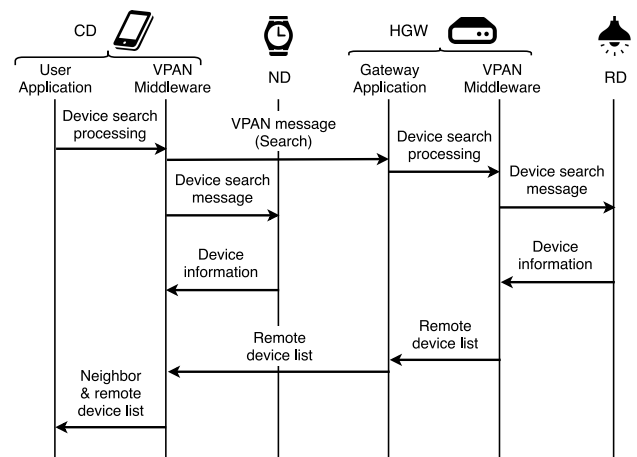 CD
HGW
User
Application
VPAN
Middleware
ND
Gateway
Application
VPAN
Middleware
RD
Device search
processing
VPAN message
(Search)
Device search
processing
Device search
message
Device search
message
Device
information
Device
information
Remote
device list
Remote
device list
Neighbor
& remote
device list